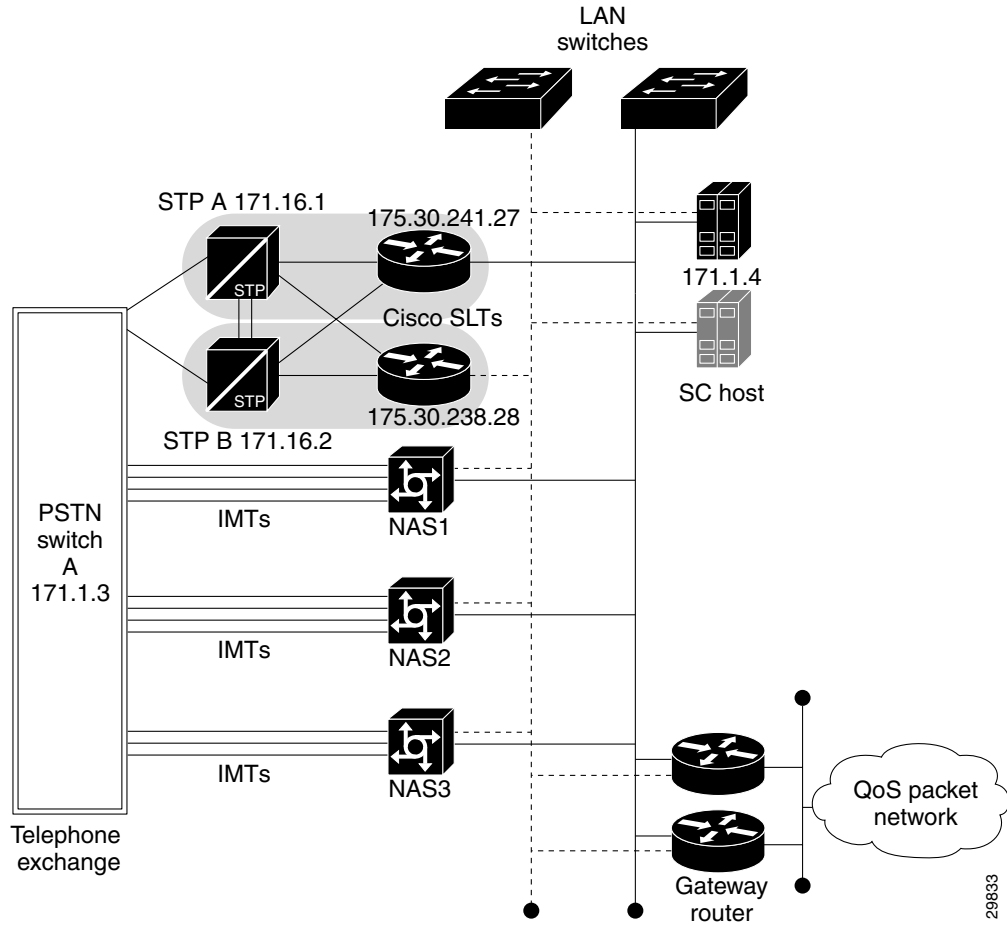 LAN
switches
STP A 171.16.1
175.30.241.27
STP
171.1.4
Cisco SLTs
STP
SC host
175.30.238.28
STP B 171.16.2
PSTN
switch
A
171.1.3
IMTs
NAS1
IMTs
NAS2
IMTs
NAS3
QoS packet
network
Telephone
exchange
Gateway
router
29833